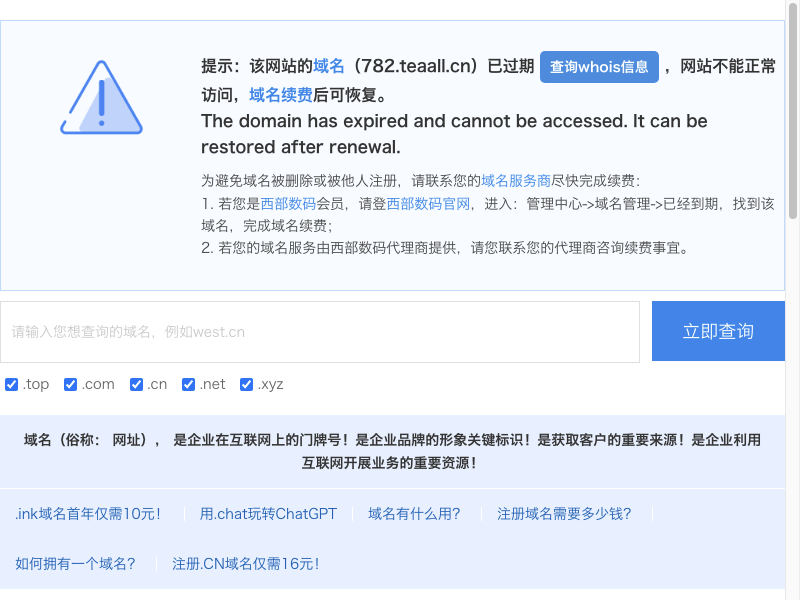 提示：该网站的域名（782.teaall.cn）已过期 查询whois信息 ，网站不能正常
访问，域名续费后可恢复。
The domain has expired and cannot be accessed. It can be
restored after renewal.
为避免域名被删除或被他人注册，请联系您的域名服务商尽快完成续费：
1. 若您是西部数码会员，请登西部数码官网，进入：管理中心->域名管理->已经到期，找到该
域名，完成域名续费；
2. 若您的域名服务由西部数码代理商提供，请您联系您的代理商咨询续费事宜。
请输入您想查询的域名，例如west.cn
立即查询
.top .com .cn .net .xyz
域名（俗称： 网址）， 是企业在互联网上的门牌号！是企业品牌的形象关键标识！是获取客户的重要来源！是企业利用
互联网开展业务的重要资源！
.ink域名首年仅需10元！ 用.chat玩转ChatGPT 域名有什么用？ 注册域名需要多少钱？
如何拥有一个域名？ 注册.CN域名仅需16元！